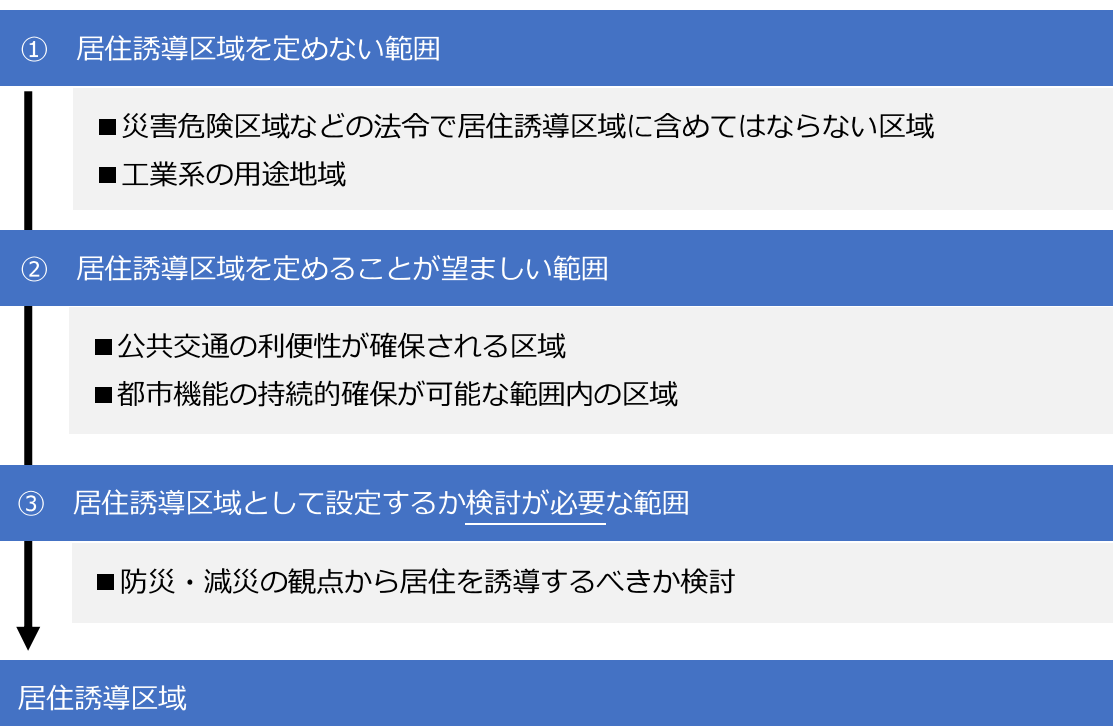 ① 居住誘導区域を定めない範囲
■災害危険区域などの法令で居住誘導区域に含めてはならない区域
■工業系の用途地域
② 居住誘導区域を定めることが望ましい範囲
■公共交通の利便性が確保される区域
■都市機能の持続的確保が可能な範囲内の区域
③ 居住誘導区域として設定するか検討が必要な範囲
■防災・減災の観点から居住を誘導するべきか検討
居住誘導区域